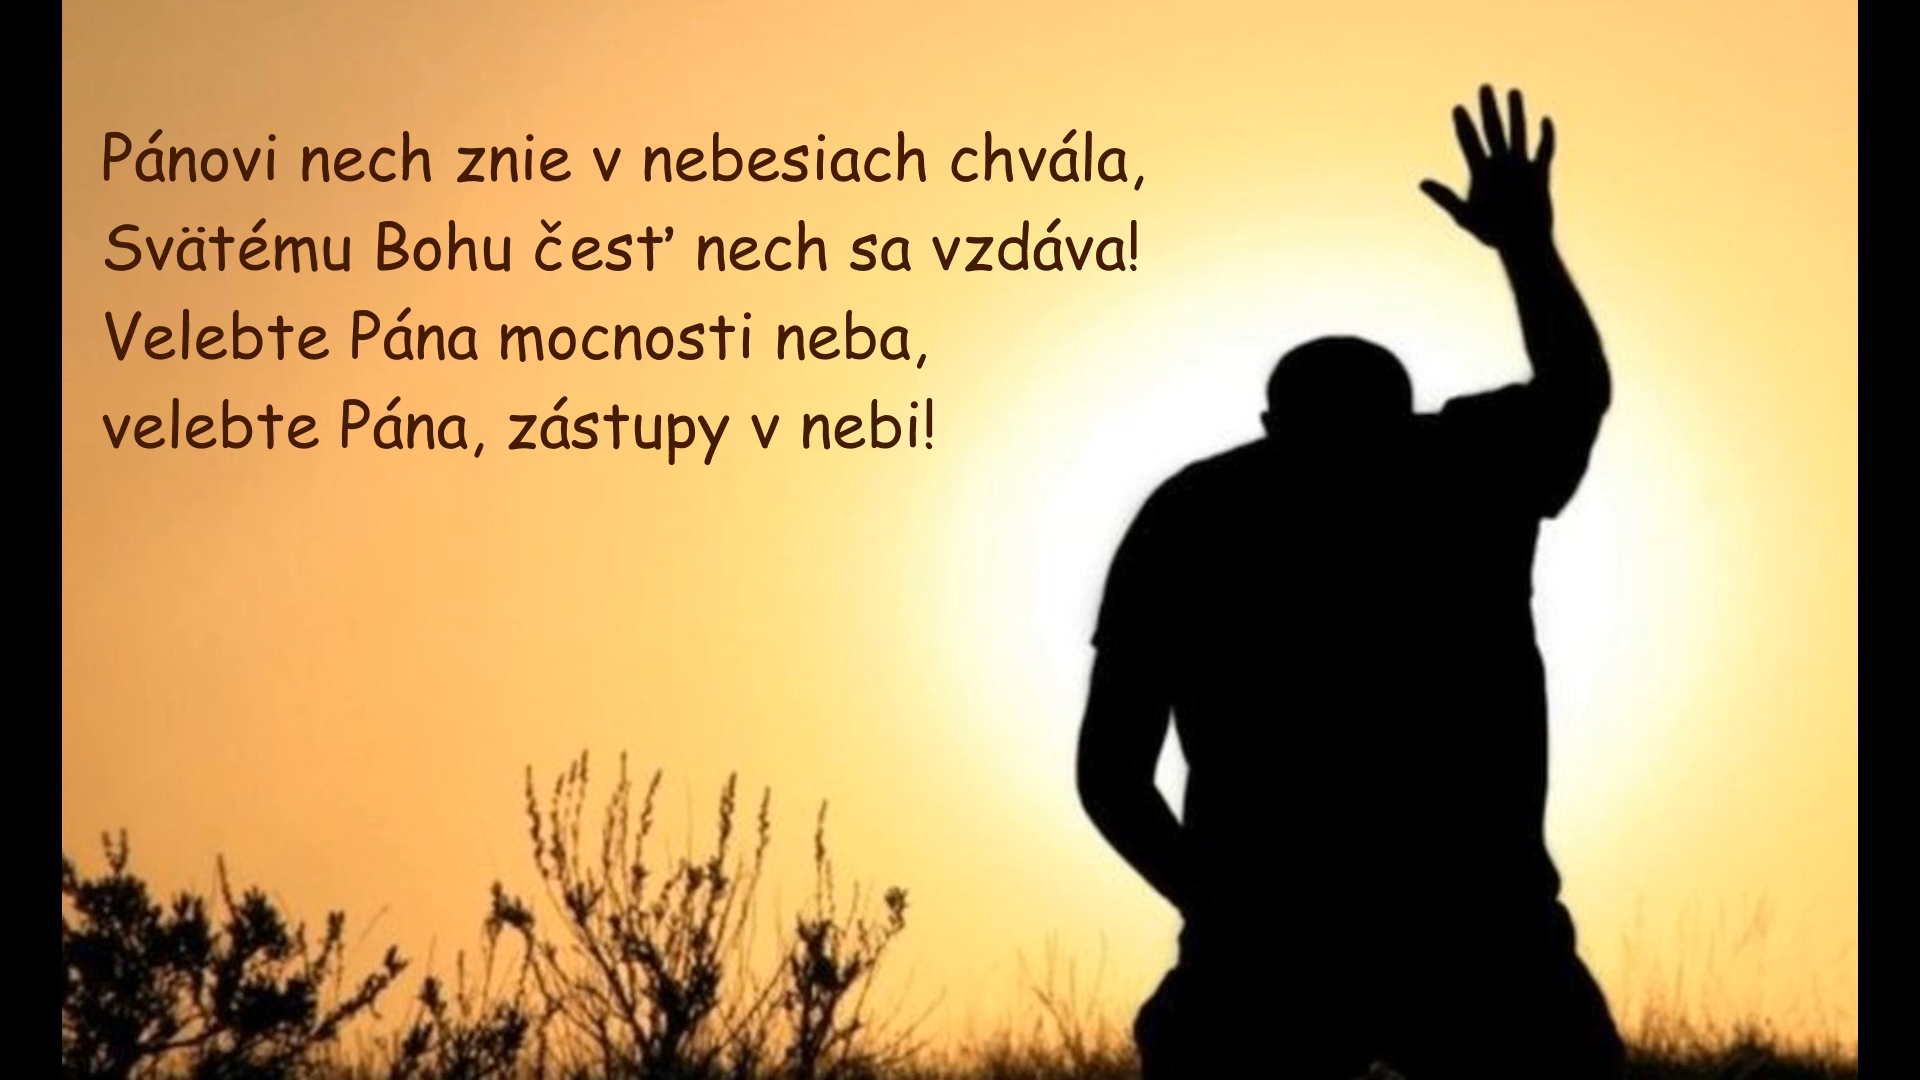 Pánovi nech znie v nebesiach chvála,
Svätému Bohu česť nech sa vzdáva!
Velebte Pána mocnosti neba,
velebte Pána, zástupy v nebi!